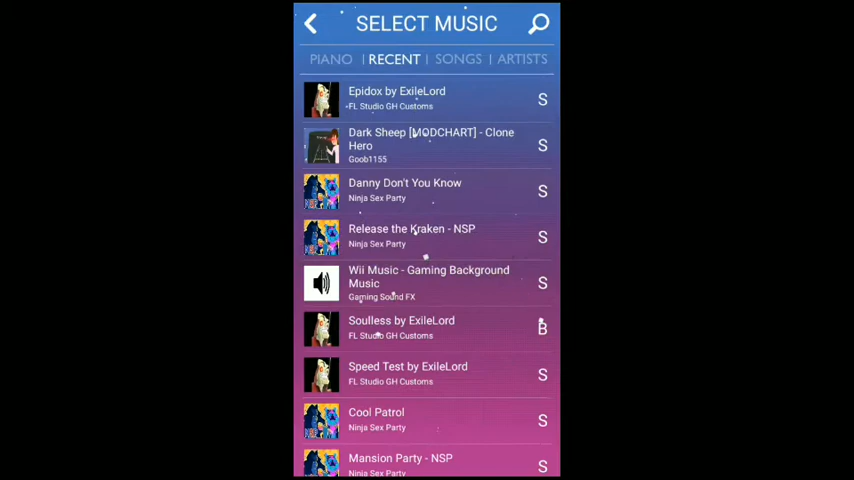 SELECT MUSIC
PIANO | RECENT | SONGS | ARTISTS
Epidox by ExileLord
FL Studio GH Customs
S
Dark Sheep [MODCHART] - Clone
Hero
Goob1155
S
Danny Don't You Know
Ninja Sex Party
S
Release the Kraken - NSP
Ninja Sex Party
S
Wii Music - Gaming Background
Music
Gaming Sound FX
S
Soulless by ExileLord
FL Studio GH Customs
B
Speed Test by ExileLord
FL Studio GH Customs
S
Cool Patrol
Ninja Sex Party
S
Mansion Party - NSP
Ninja Sex Party
S